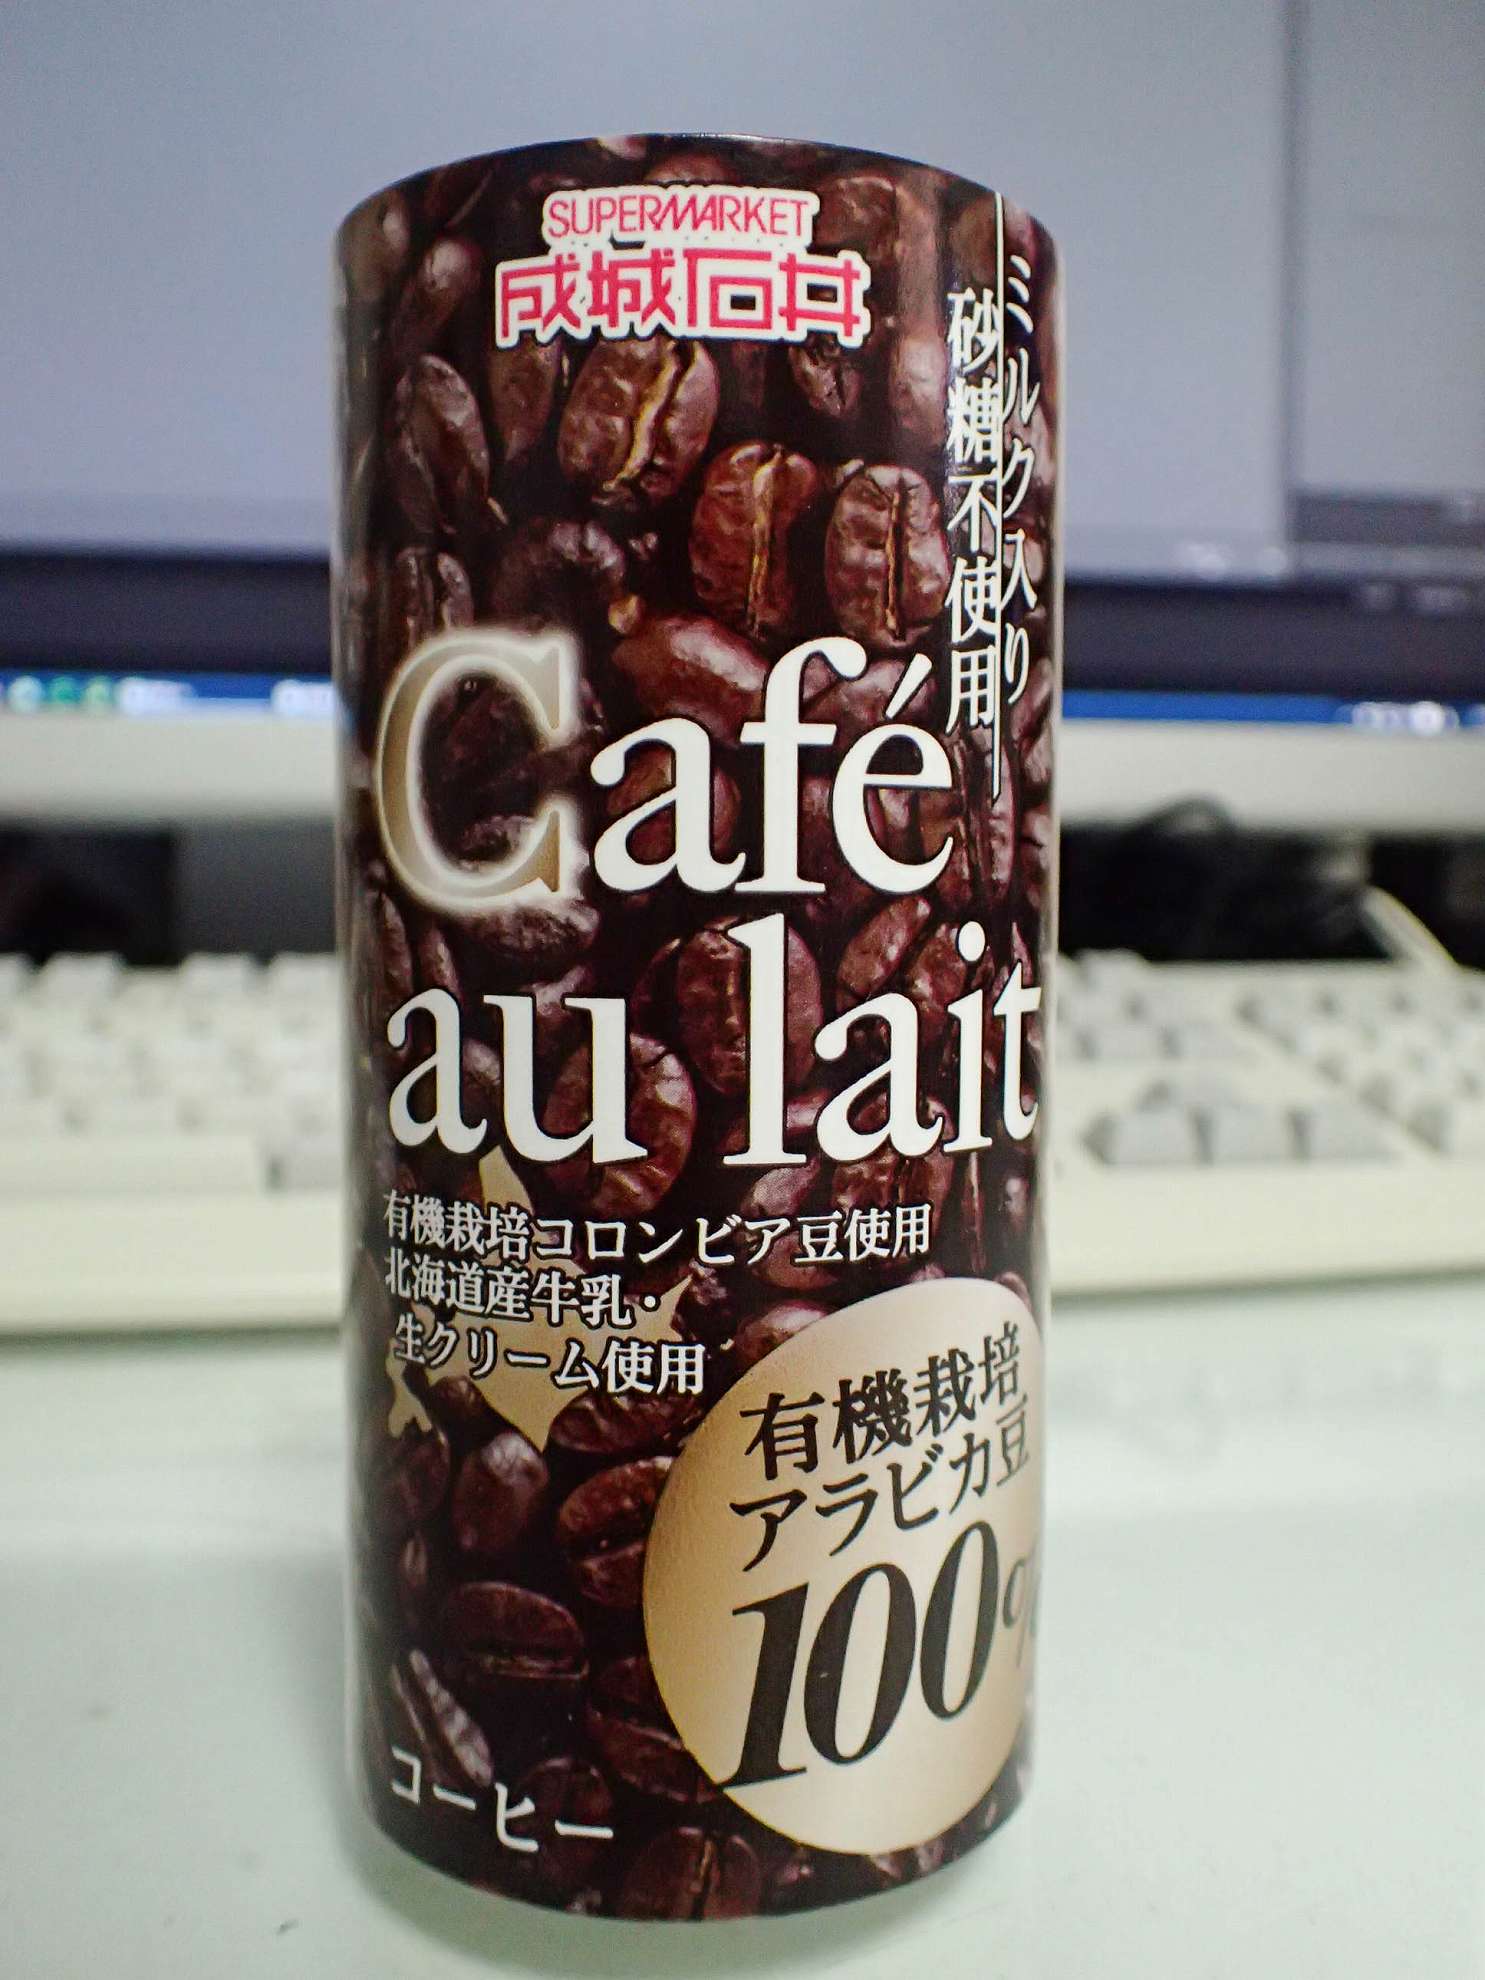 SUPERMARKET
成城石井
ミルク入り
砂糖不使用
Café
au lait
有機栽培コロンビア豆使用
北海道産牛乳・
生クリーム使用
有機栽培
アラビカ豆
100%
コーヒー